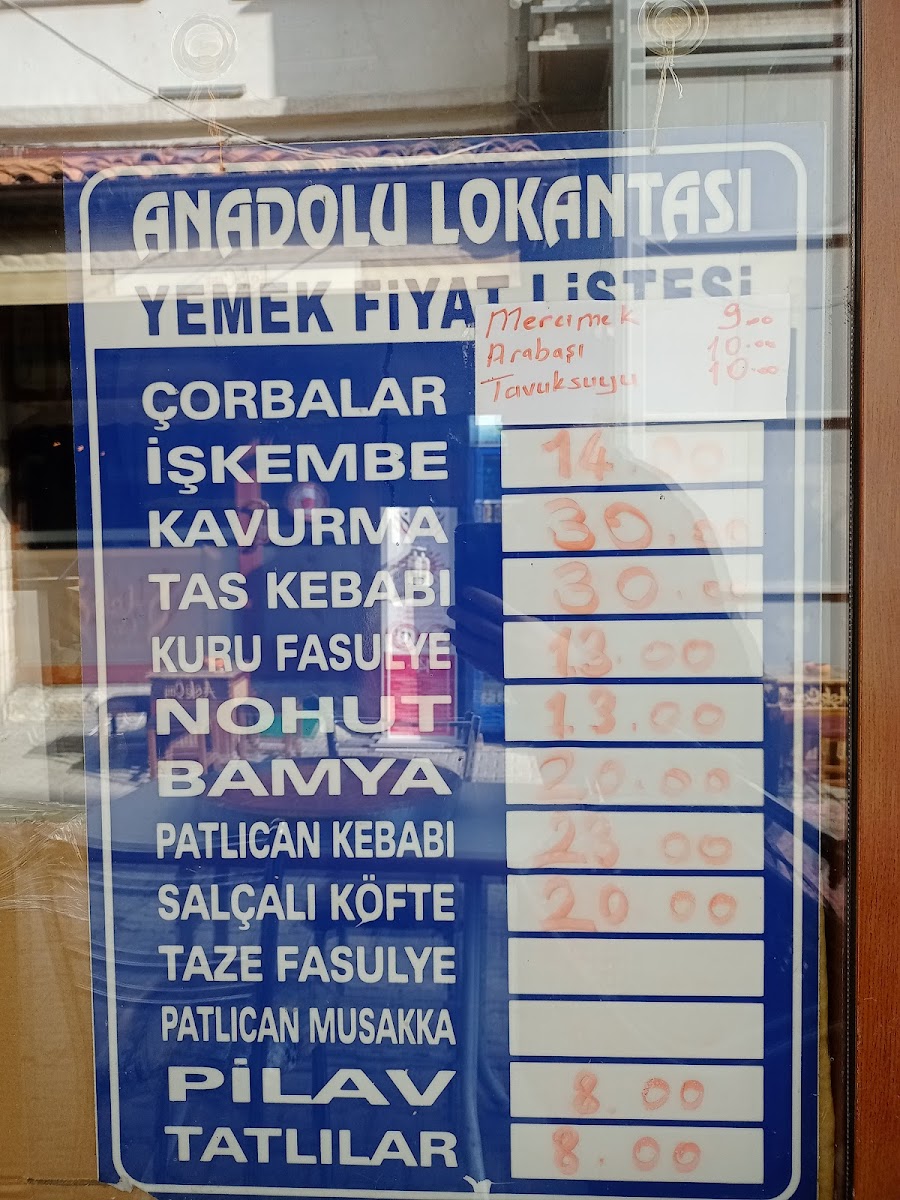 ANADOLU LOKANTASI
YEMEK FİYAT LİSTESİ
Mercimek 9.00
Arabaşı 10.00
Tavuksuyu 10.00
ÇORBALAR
İŞKEMBE 14.00
KAVURMA 30.00
TAS KEBABI 30.00
KURU FASULYE 13.00
NOHUT 13.00
BAMYA 20.00
PATLICAN KEBABI 23 00
SALÇALI KÖFTE 20 00
TAZE FASULYE
PATLICAN MUSAKKA
PİLAV 8.00
TATLILAR 8.00